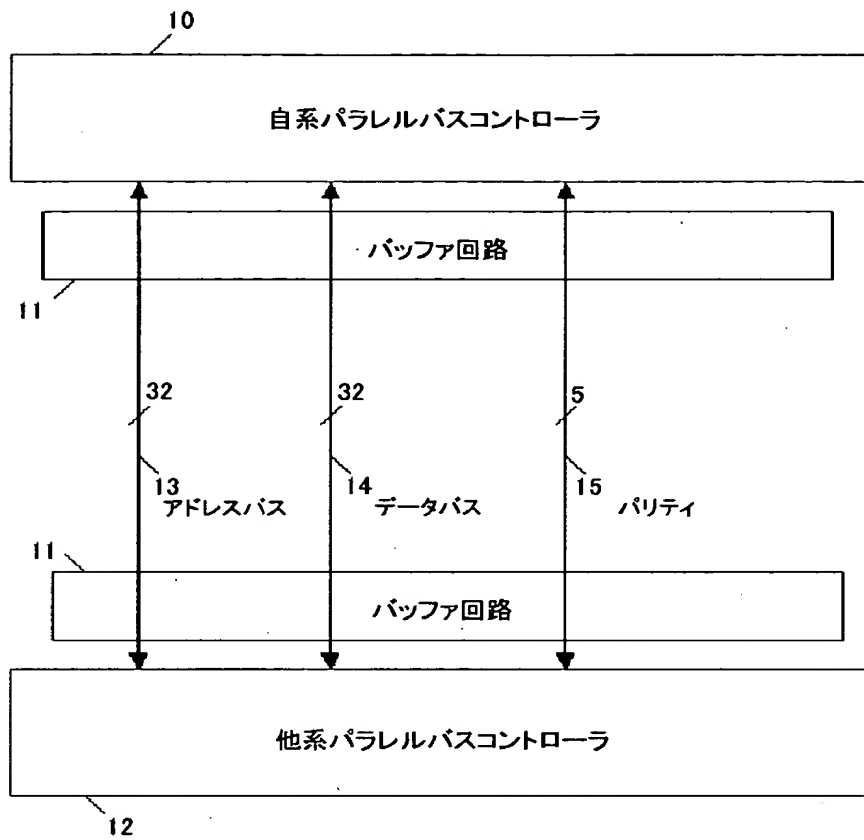 10
自系パラレルバスコントローラ
バッファ回路
11
32
32
5
13
アドレスバス
14
データバス
15
パリティ
11
バッファ回路
他系パラレルバスコントローラ
12